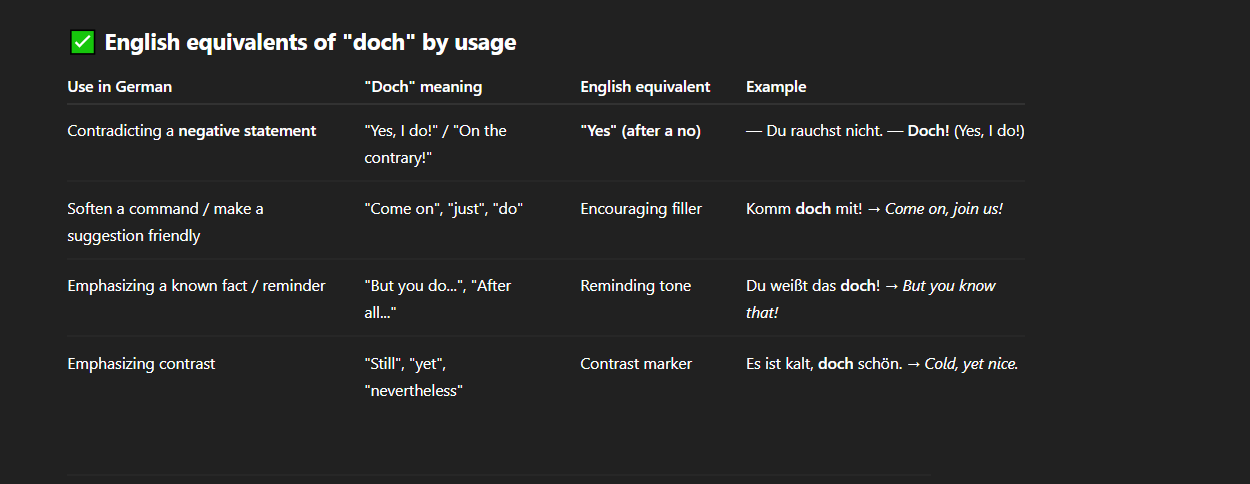 ✅ English equivalents of "doch" by usage
Use in German "Doch" meaning English equivalent Example
Contradicting a negative statement "Yes, I do!" / "On the contrary!" "Yes" (after a no) — Du rauchst nicht. — Doch! (Yes, I do!)
Soften a command / make a suggestion friendly "Come on", "just", "do" Encouraging filler Komm doch mit! → Come on, join us!
Emphasizing a known fact / reminder "But you do...", "After all..." Reminding tone Du weißt das doch! → But you know that!
Emphasizing contrast "Still", "yet", "nevertheless" Contrast marker Es ist kalt, doch schön. → Cold, yet nice.